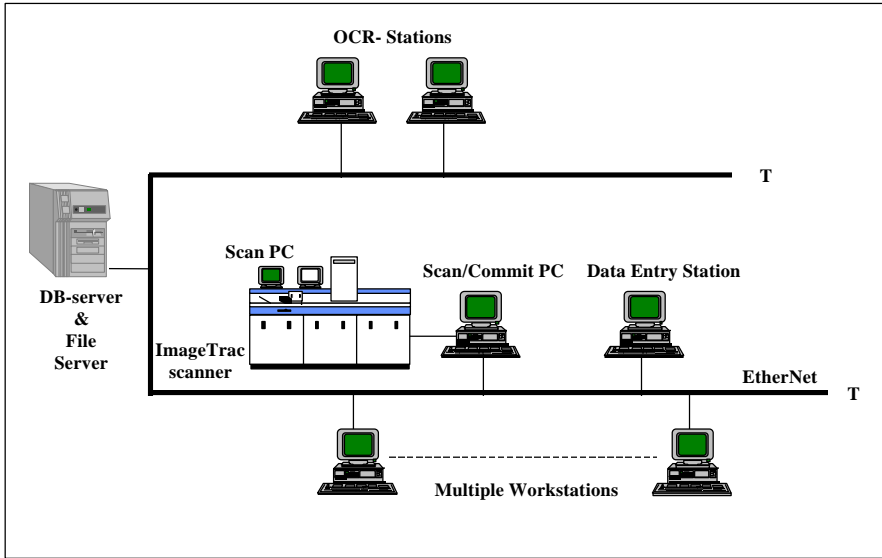 OCR- Stations
T
Scan PC
Scan/Commit PC
Data Entry Station
DB-server
&
File
Server
ImageTrac
scanner
EtherNet
T
Multiple Workstations